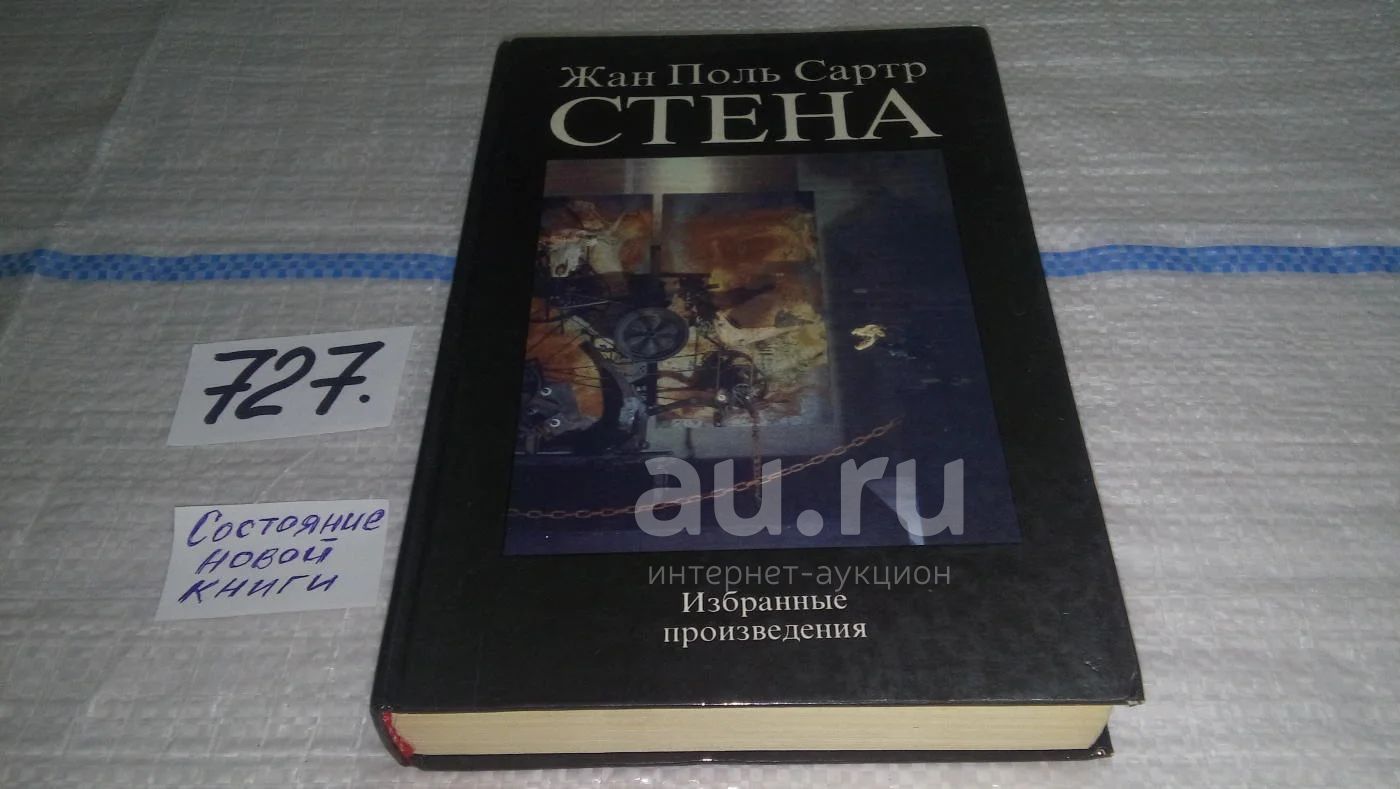 Жан Поль Сартр
СТЕНА
727.
Состояние
новой
книги
au.ru
интернет-аукцион
Избранные
произведения